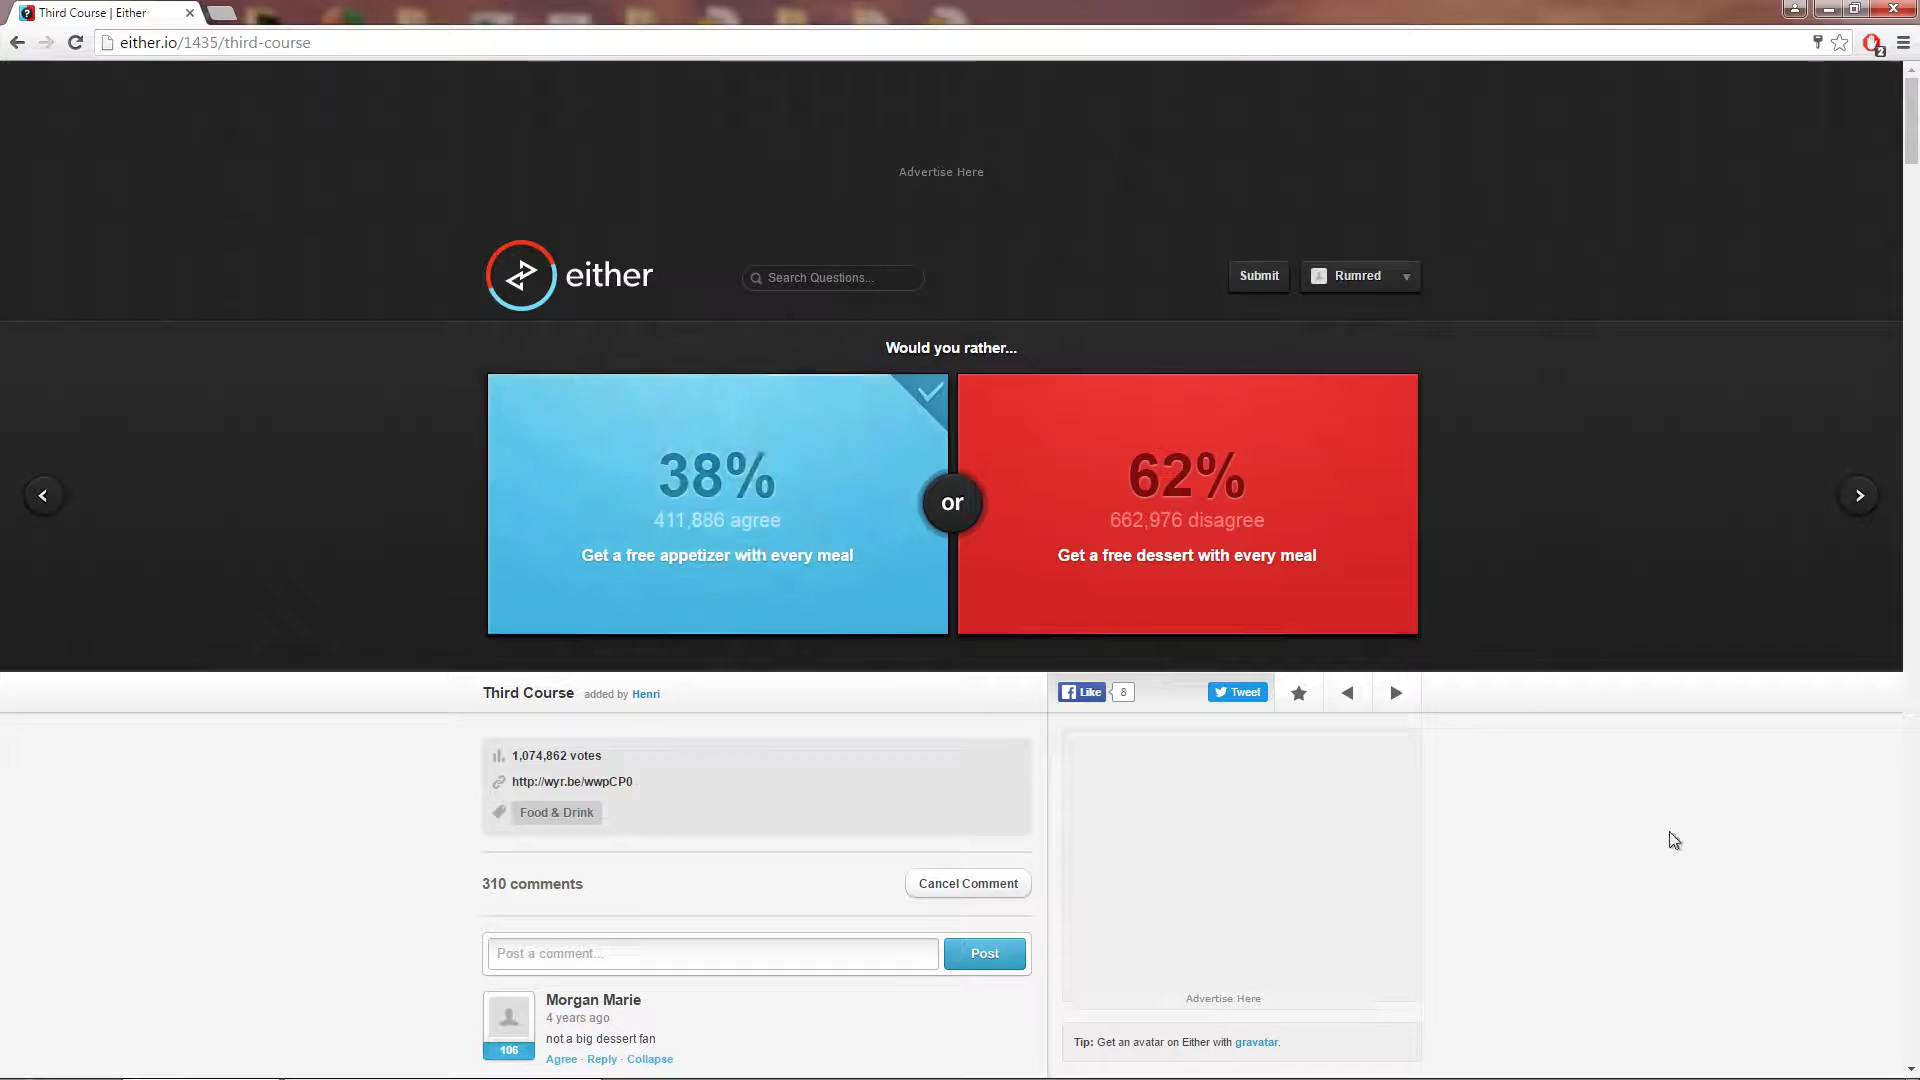 Third Course | Either
either.io/1435/third-course
2
Advertise Here
either
Search Questions...
Submit
Rumred
Would you rather...
38%
411,886 agree
Get a free appetizer with every meal
or
62%
662,976 disagree
Get a free dessert with every meal
Third Course added by Henri
Like 8
Tweet
1,074,862 votes
http://wyr.be/wwpCP0
Food & Drink
310 comments
Cancel Comment
Post a comment...
Post
Morgan Marie
4 years ago
not a big dessert fan
106
Agree · Reply · Collapse
Advertise Here
Tip: Get an avatar on Either with gravatar.